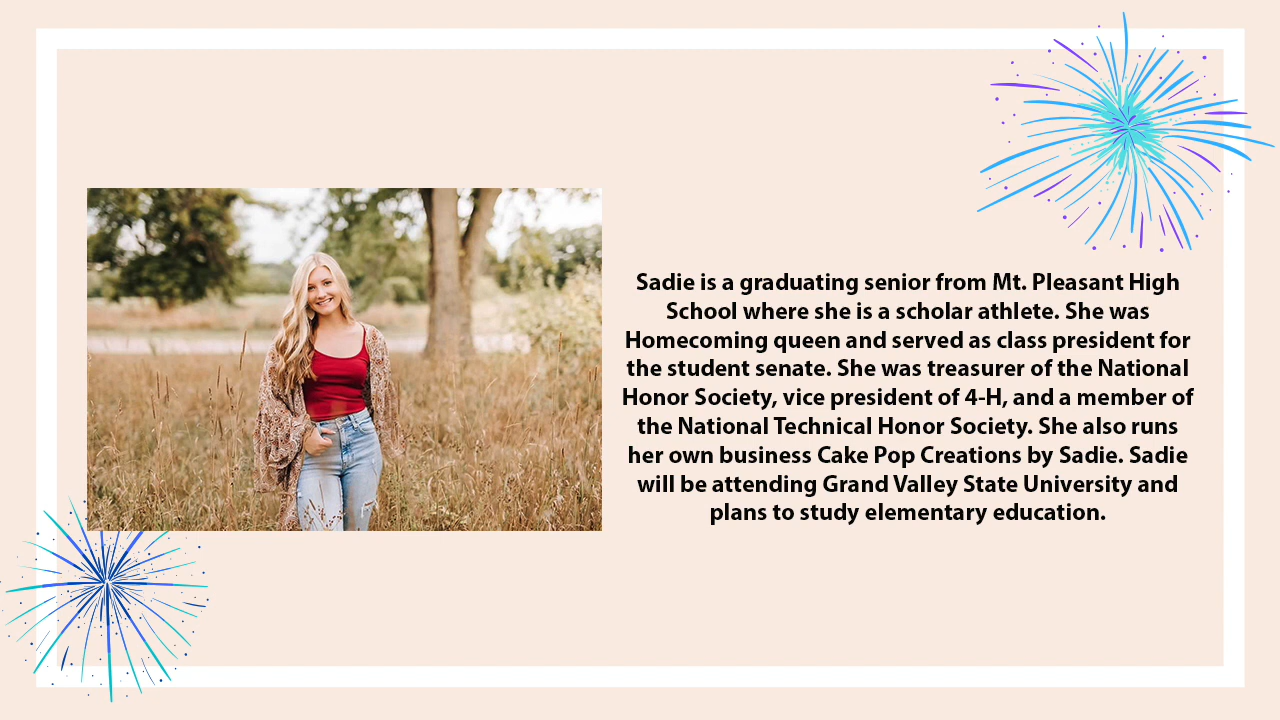 Sadie is a graduating senior from Mt. Pleasant High
School where she is a scholar athlete. She was
Homecoming queen and served as class president for
the student senate. She was treasurer of the National
Honor Society, vice president of 4-H, and a member of
the National Technical Honor Society. She also runs
her own business Cake Pop Creations by Sadie. Sadie
will be attending Grand Valley State University and
plans to study elementary education.